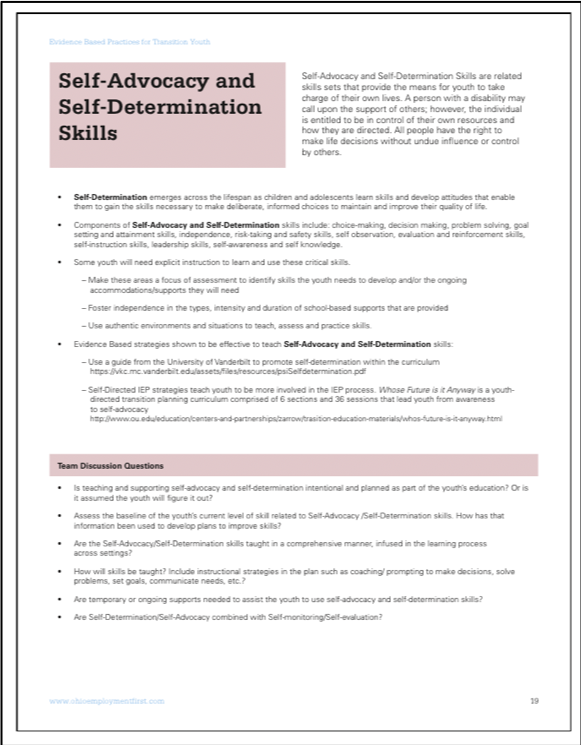 Evidence Based Practices for Transition Youth
Self-Advocacy and
Self-Determination
Skills
Self-Advocacy and Self-Determination Skills are related
skills sets that provide the means for youth to take
charge of their own lives. A person with a disability may
call upon the support of others; however, the individual
is entitled to be in control of their own resources and
how they are directed. All people have the right to
make life decisions without undue influence or control
by others.
• Self-Determination emerges across the lifespan as children and adolescents learn skills and develop attitudes that enable
them to gain the skills necessary to make deliberate, informed choices to maintain and improve their quality of life.
• Components of Self-Advocacy and Self-Determination skills include: choice-making, decision making, problem solving, goal
setting and attainment skills, independence, risk-taking and safety skills, self observation, evaluation and reinforcement skills,
self-instruction skills, leadership skills, self-awareness and self knowledge.
• Some youth will need explicit instruction to learn and use these critical skills.
– Make these areas a focus of assessment to identify skills the youth needs to develop and/or the ongoing
accommodations/supports they will need
– Foster independence in the types, intensity and duration of school-based supports that are provided
– Use authentic environments and situations to teach, assess and practice skills.
• Evidence Based strategies shown to be effective to teach Self-Advocacy and Self-Determination skills:
– Use a guide from the University of Vanderbilt to promote self-determination within the curriculum
https://vkc.mc.vanderbilt.edu/assets/files/resources/psiSelfdetermination.pdf
– Self-Directed IEP strategies teach youth to be more involved in the IEP process. Whose Future is it Anyway is a youth-
directed transition planning curriculum comprised of 6 sections and 36 sessions that lead youth from awareness
to self-advocacy
http://www.ou.edu/education/centers-and-partnerships/zarrow/trasition-education-materials/whos-future-is-it-anyway.html
Team Discussion Questions
• Is teaching and supporting self-advocacy and self-determination intentional and planned as part of the youth's education? Or is
it assumed the youth will figure it out?
• Assess the baseline of the youth's current level of skill related to Self-Advocacy /Self-Determination skills. How has that
information been used to develop plans to improve skills?
• Are the Self-Advocacy/Self-Determination skills taught in a comprehensive manner, infused in the learning process
across settings?
• How will skills be taught? Include instructional strategies in the plan such as coaching/ prompting to make decisions, solve
problems, set goals, communicate needs, etc.?
• Are temporary or ongoing supports needed to assist the youth to use self-advocacy and self-determination skills?
• Are Self-Determination/Self-Advocacy combined with Self-monitoring/Self-evaluation?
www.ohioemploymentfirst.com
19